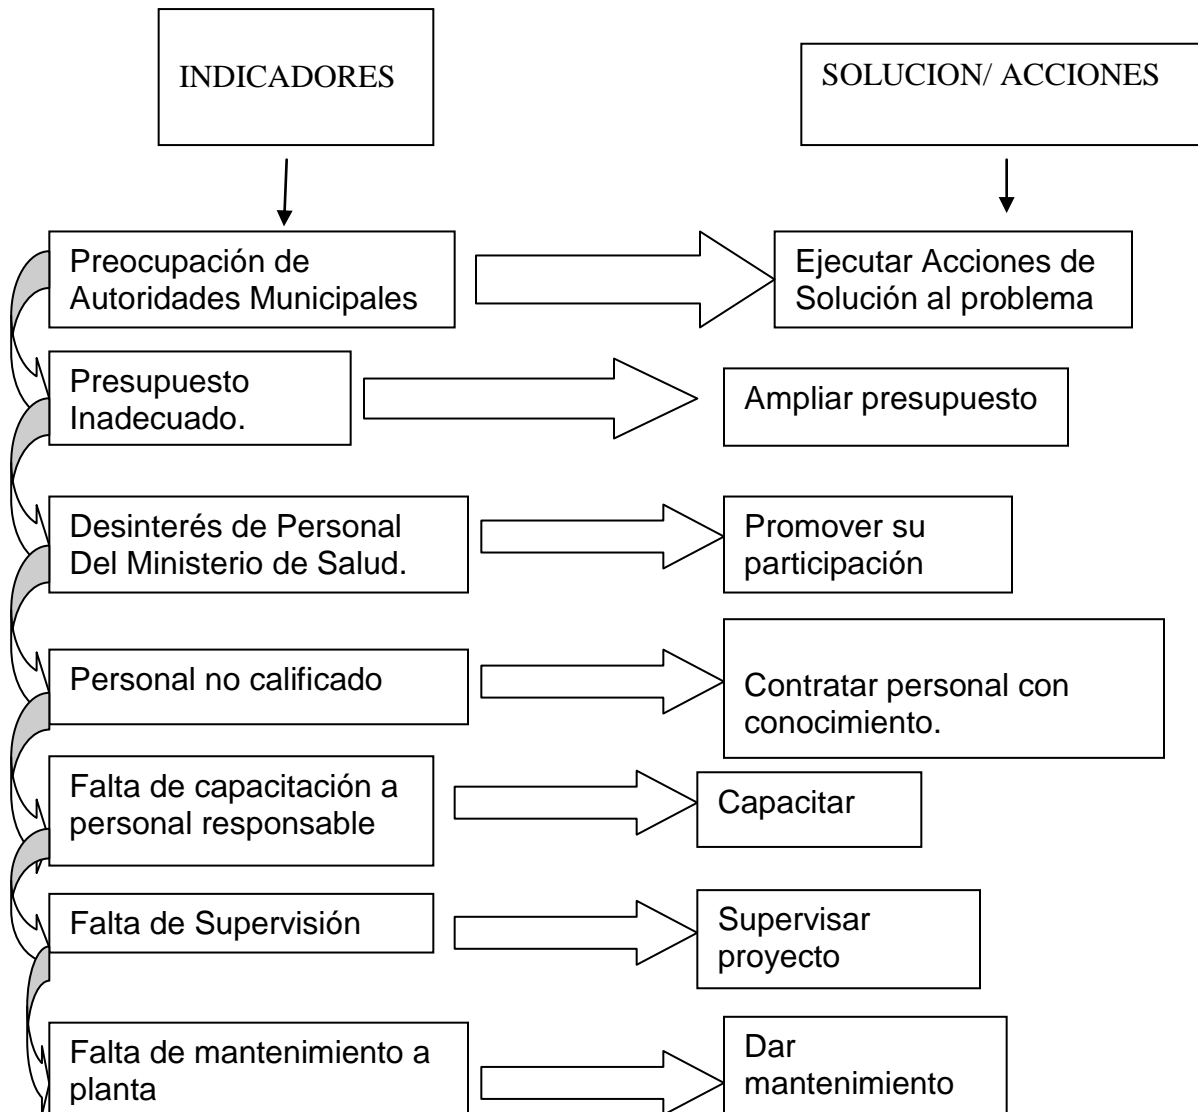 INDICADORES
SOLUCION/ ACCIONES
Preocupación de
Autoridades Municipales
Ejecutar Acciones de
Solución al problema
Presupuesto
Inadecuado.
Ampliar presupuesto
Desinterés de Personal
Del Ministerio de Salud.
Promover su
participación
Personal no calificado
Contratar personal con
conocimiento.
Falta de capacitación a
personal responsable
Capacitar
Falta de Supervisión
Supervisar
proyecto
Falta de mantenimiento a
planta
Dar
mantenimiento